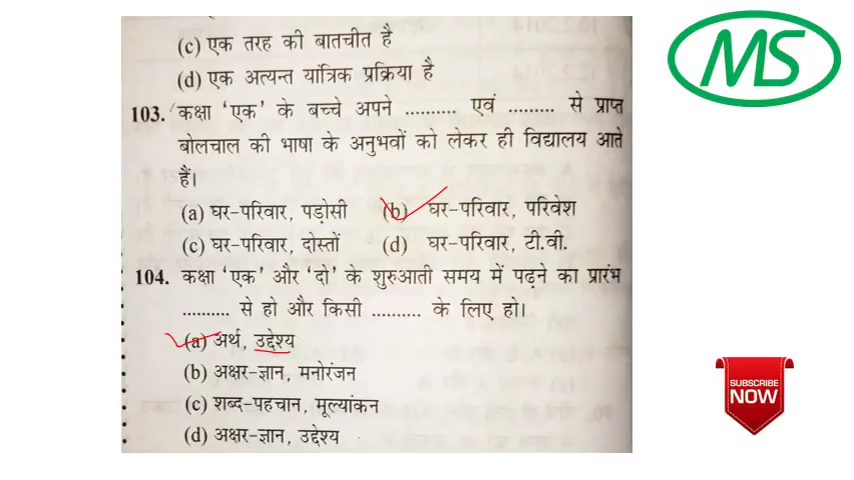 (c) एक तरह की बातचीत है
(d) एक अत्यन्त यांत्रिक प्रक्रिया है
103. कक्षा ‘एक’ के बच्चे अपने .......... एवं ......... से प्राप्त
बोलचाल की भाषा के अनुभवों को लेकर ही विद्यालय आते
हैं।
(a) घर-परिवार, पड़ोसी (b) घर-परिवार, परिवेश
(c) घर-परिवार, दोस्तों (d) घर-परिवार, टी.वी.
104. कक्षा ‘एक’ और ‘दो’ के शुरुआती समय में पढ़ने का प्रारंभ
.......... से हो और किसी .......... के लिए हो।
(a) अर्थ, उद्देश्य
(b) अक्षर-ज्ञान, मनोरंजन
(c) शब्द-पहचान, मूल्यांकन
(d) अक्षर-ज्ञान, उद्देश्य
MS
SUBSCRIBE
NOW